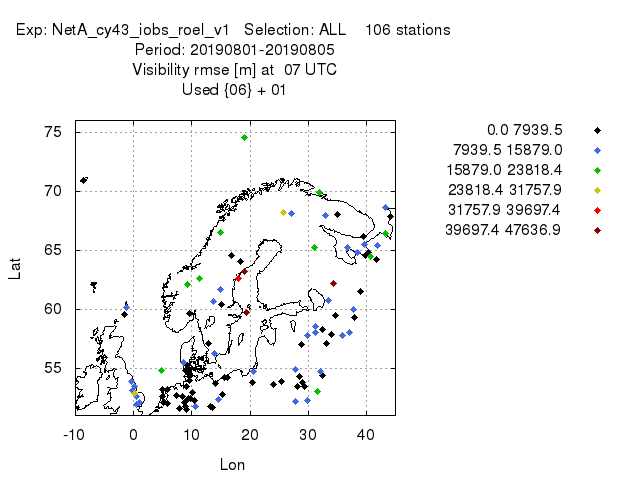 Exp: NetA_cy43_iobs_roel_v1 Selection: ALL 106 stations
Period: 20190801-20190805
Visibility rmse [m] at 07 UTC
Used {06} + 01
0.0 7939.5
7939.5 15879.0
15879.0 23818.4
23818.4 31757.9
31757.9 39697.4
39697.4 47636.9
75
70
65
60
55
Lat
-10 0 10 20 30 40
Lon